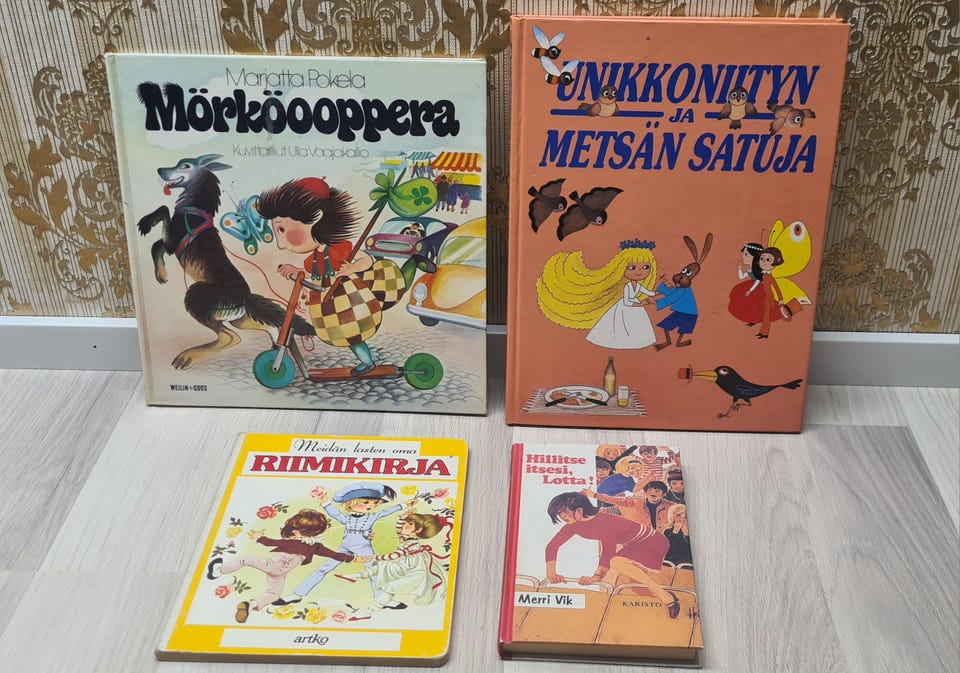 Marjatta Pokela
Mörköoooppera
Kuvittanut Ulla Vaajakallio
WEILIN+GÖÖS
UNIKKONIITYN
JA
METSÄN SATUJA
Meidän lasten oma
RIIMIKIRJA
artko
Hillitse
itsesi,
Lotta!
Merri Vik
KARISTO